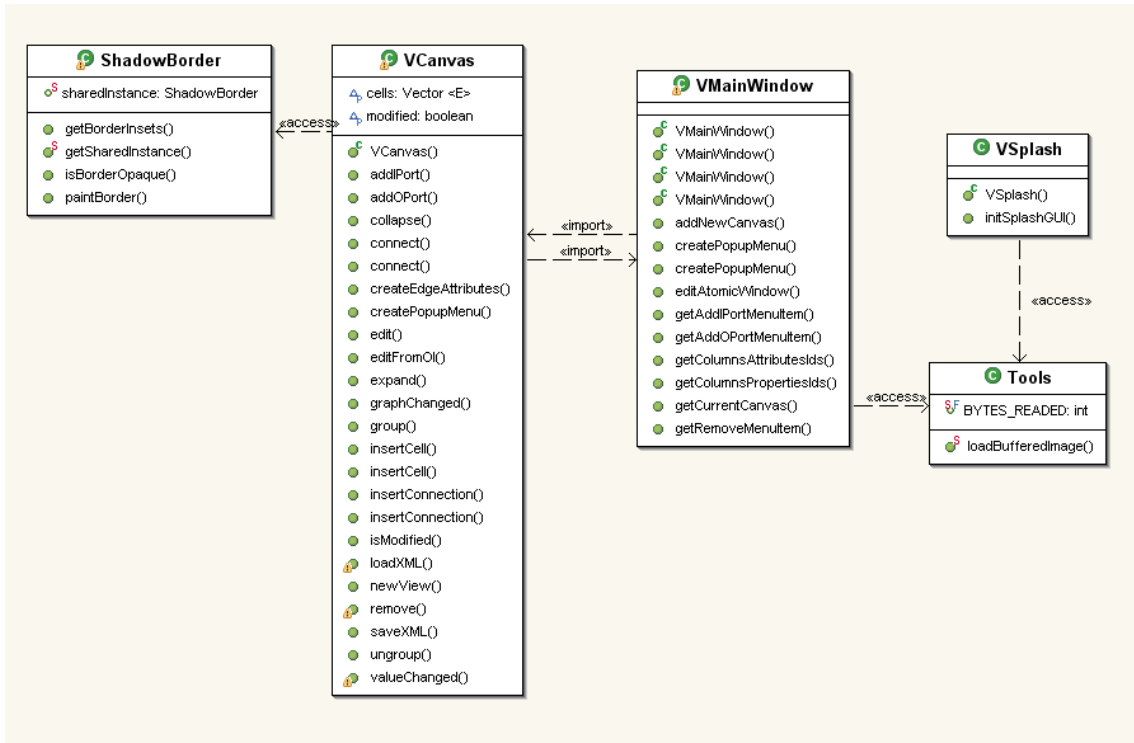 ShadowBorder
sharedInstance: ShadowBorder
getBorderInsets()
getSharedInstance()
isBorderOpaque()
paintBorder()
«access»
VCanvas
cells: Vector <E>
modified: boolean
VCanvas()
addIPort()
addOPort()
collapse()
connect()
connect()
createEdgeAttributes()
createPopupMenu()
edit()
editFromOI()
expand()
graphChanged()
group()
insertCell()
insertCell()
insertConnection()
insertConnection()
isModified()
loadXML()
newView()
remove()
saveXML()
ungroup()
valueChanged()
«import»
«import»
VMainWindow
VMainWindow()
VMainWindow()
VMainWindow()
VMainWindow()
addNewCanvas()
createPopupMenu()
createPopupMenu()
editAtomicWindow()
getAddIPortMenuItem()
getAddOPortMenuItem()
getColumnsAttributesIds()
getColumnsPropertiesIds()
getCurrentCanvas()
getRemoveMenuItem()
«access»
VSplash
VSplash()
initSplashGUI()
«access»
Tools
BYTES_READED: int
loadBufferedImage()